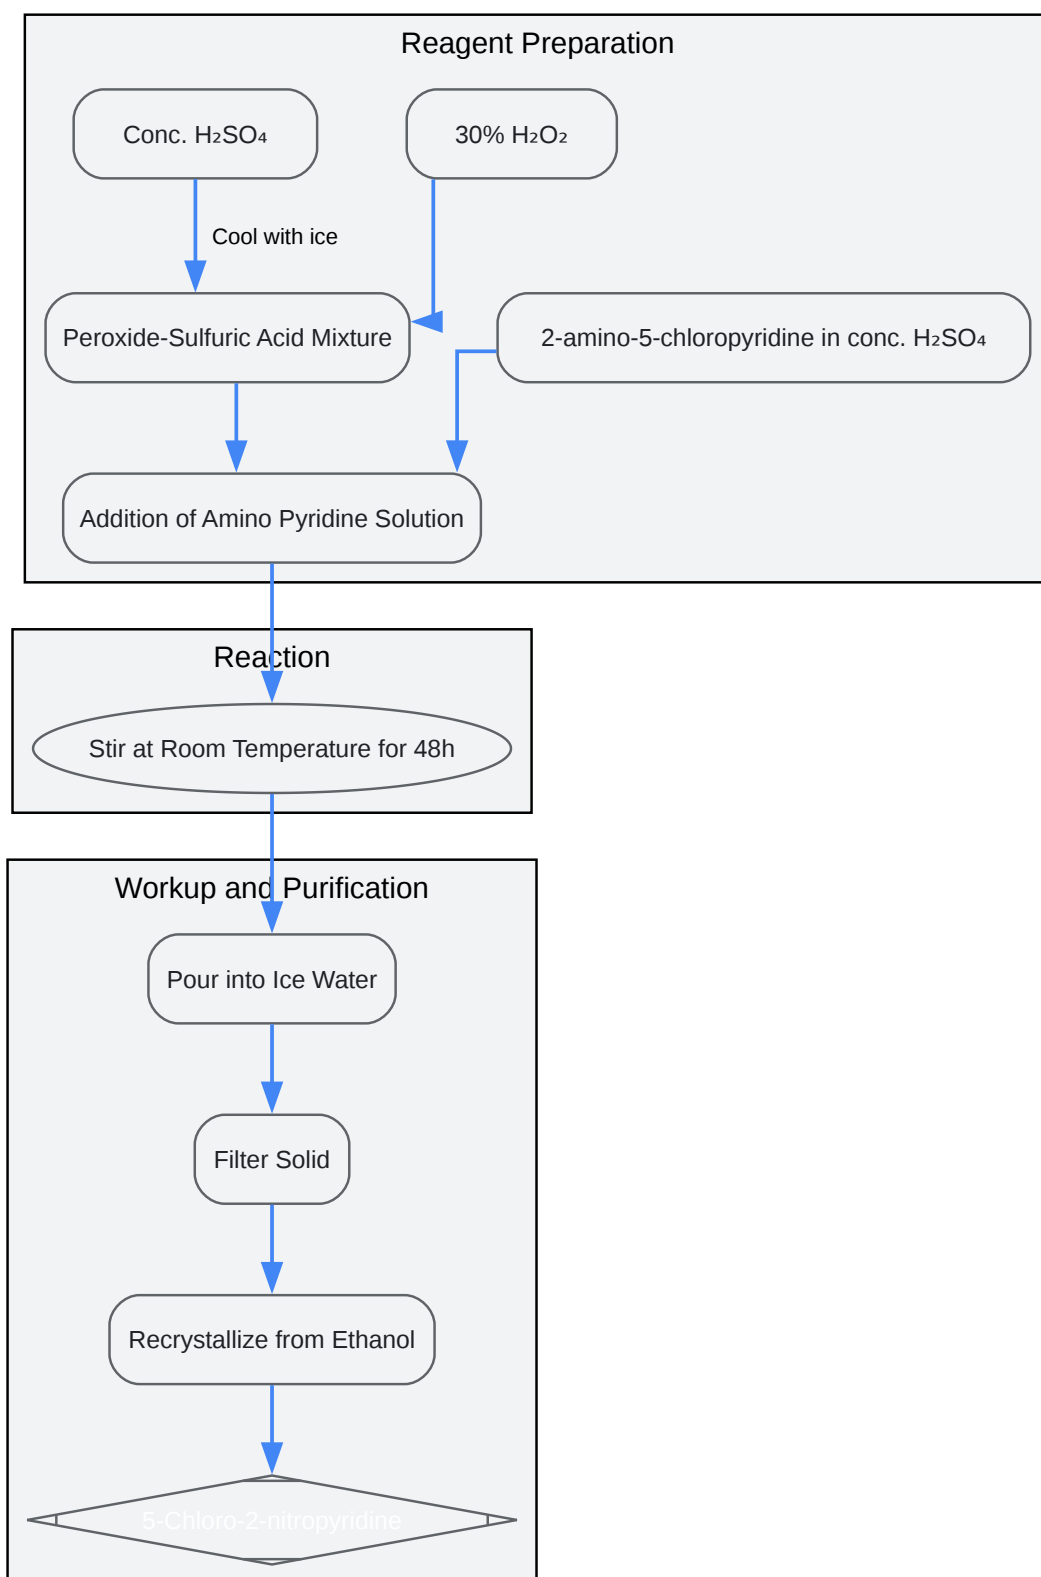 Reagent Preparation
Conc. H₂SO₄
30% H₂O₂
Cool with ice
Peroxide-Sulfuric Acid Mixture
2-amino-5-chloropyridine in conc. H₂SO₄
Addition of Amino Pyridine Solution
Reaction
Stir at Room Temperature for 48h
Workup and Purification
Pour into Ice Water
Filter Solid
Recrystallize from Ethanol
5-Chloro-2-nitropyridine